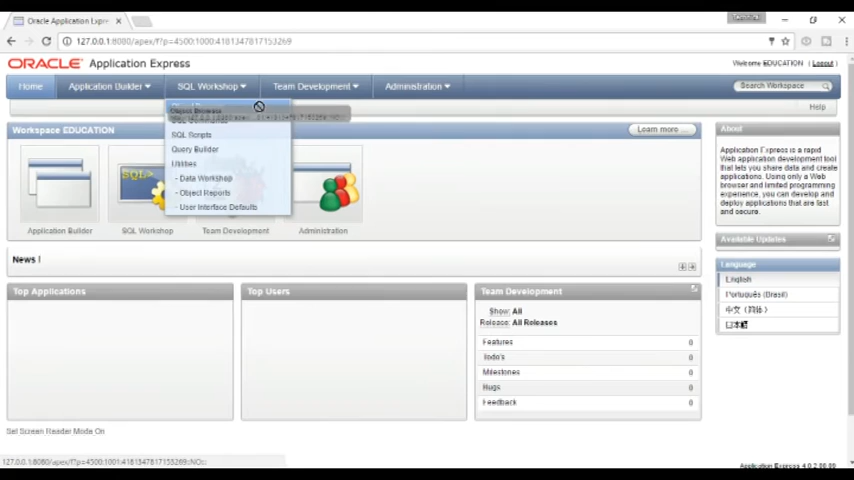 Oracle Application Expre
127.0.0.1:8080/apex/f?p=4500:1000:4181347817153269
ORACLE Application Express
Welcome EDUCATION (Logout)
Home
Application Builder
SQL Workshop
Team Development
Administration
Search Workspace
Help
Object Browser
SQL Scripts
Query Builder
Utilities
- Data Workshop
- Object Reports
- User Interface Defaults
Workspace EDUCATION
Learn more ...
SQL>
Application Builder
SQL Workshop
Team Development
Administration
About
Application Express is a rapid
Web application development tool
that lets you share data and create
applications. Using only a Web
browser and limited programming
experience, you can develop and
deploy applications that are fast
and secure.
Available Updates
Language
English
Português (Brasil)
中文 (简体)
日本語
News
Top Applications
Top Users
Team Development
Show: All
Release: All Releases
Features 0
Todo's 0
Milestones 0
Bugs 0
Feedback 0
Set Screen Reader Mode On
127.0.0.1:8080/apex/f?p=4500:1001:4181347817153269::NO:::
Application Express 4.0.2.00.09